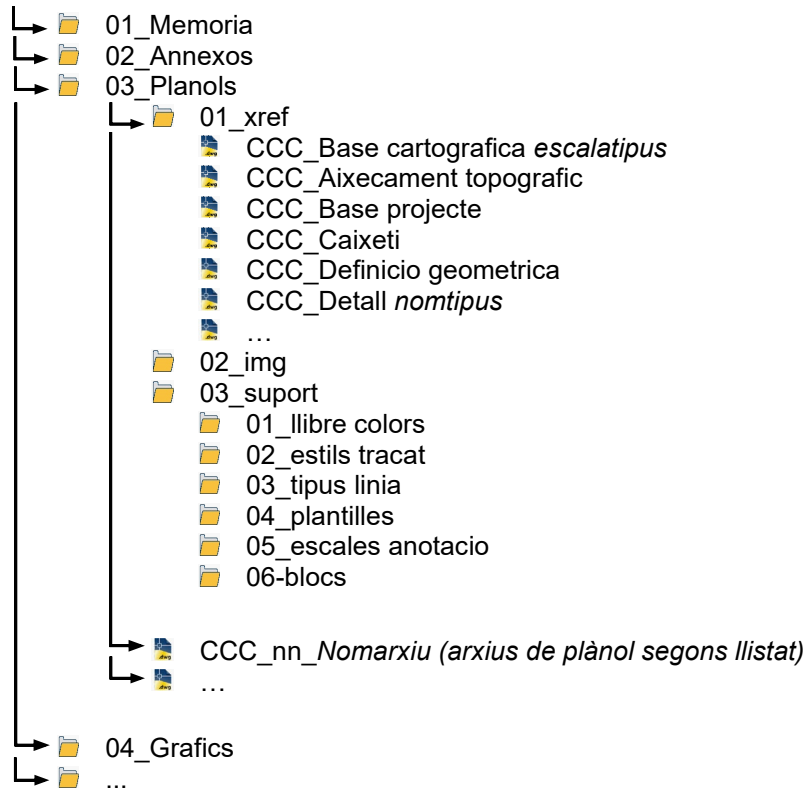 01_Memoria
02_Annexos
03_Planols
01_xref
CCC_Base cartografica escalatipus
CCC_Aixecament topografic
CCC_Base projecte
CCC_Caixeti
CCC_Definicio geometrica
CCC_Detall nomtipus
…
02_img
03_suport
01_llibre colors
02_estils tracat
03_tipus linia
04_plantilles
05_escales anotacio
06-blocs
CCC_nn_Nomarxiu (arxius de plànol segons llistat)
…
04_Grafics
...